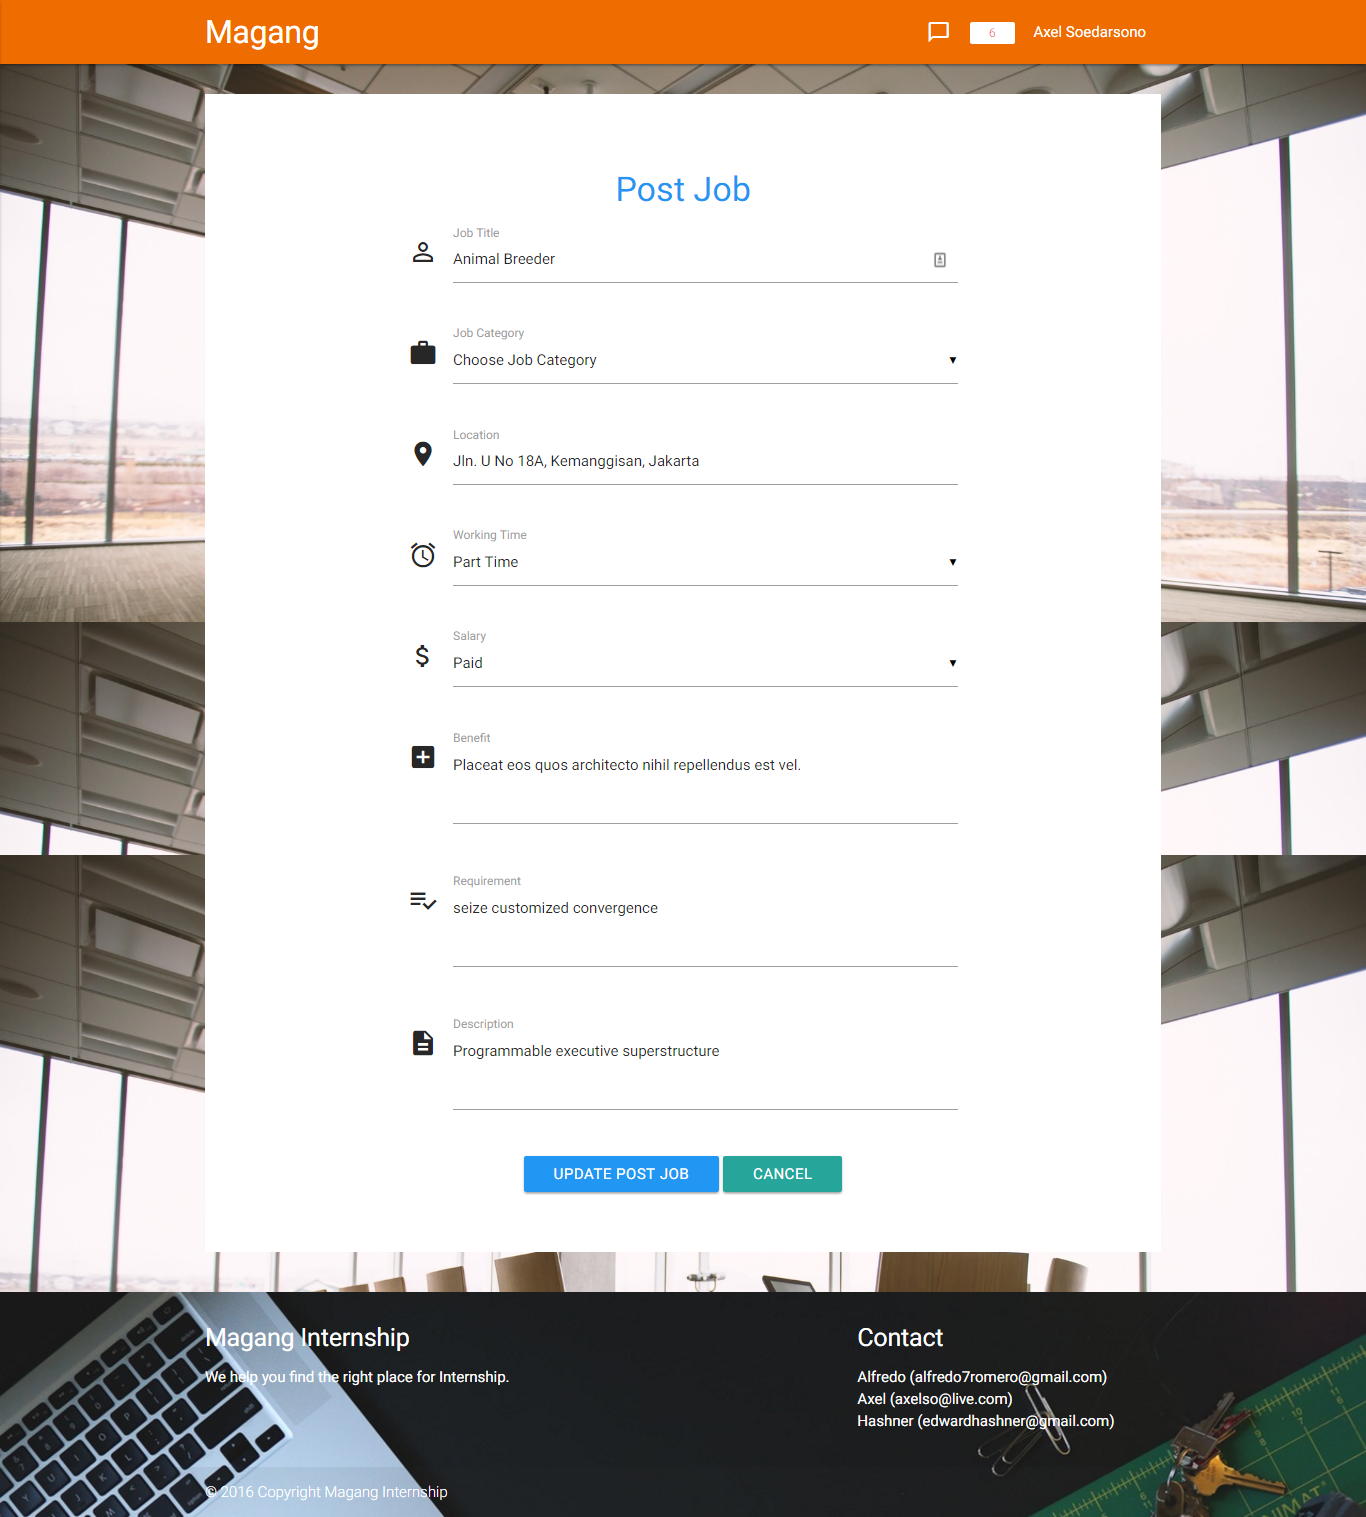 Magang
6
Axel Soedarsono
Post Job
Job Title
Animal Breeder
Job Category
Choose Job Category
Location
Jln. U No 18A, Kemanggisan, Jakarta
Working Time
Part Time
Salary
Paid
Benefit
Placeat eos quos architecto nihil repellendus est vel.
Requirement
seize customized convergence
Description
Programmable executive superstructure
UPDATE POST JOB
CANCEL
Magang Internship
We help you find the right place for Internship.
Contact
Alfredo (alfredo7romero@gmail.com)
Axel (axelso@live.com)
Hashner (edwardhashner@gmail.com)
© 2016 Copyright Magang Internship